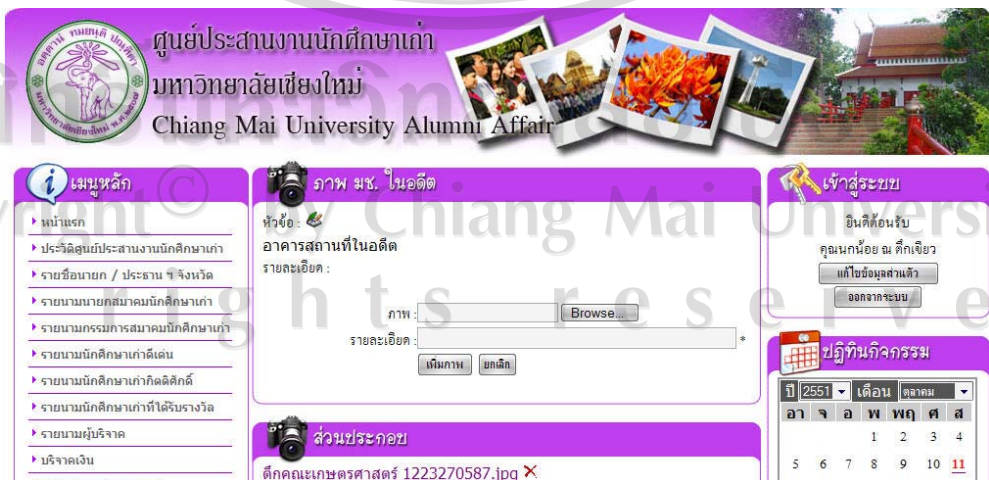 ศูนย์ประสานงานนักศึกษาเก่า
มหาวิทยาลัยเชียงใหม่
Chiang Mai University Alumni Affair
เมนูหลัก
หน้าแรก
ประวัติศูนย์ประสานงานนักศึกษาเก่า
รายชื่อนายก / ประธาน ฯ จังหวัด
รายนามนายกสมาคมนักศึกษาเก่า
รายนามกรรมการสมาคมนักศึกษาเก่า
รายนามนักศึกษาเก่าดีเด่น
รายนามนักศึกษาเก่ากิตติศักดิ์
รายนามนักศึกษาเก่าที่ได้รับรางวัล
รายนามผู้บริจาค
บริจาคเงิน
ภาพ มช. ในอดีต
หัวข้อ :
อาคารสถานที่ในอดีต
รายละเอียด :
ภาพ : Browse...
รายละเอียด : *
เพิ่มภาพ ยกเลิก
ส่วนประกอบ
ตึกคณะเกษตรศาสตร์ 1223270587.jpg
เข้าสู่ระบบ
ยินดีต้อนรับ
คุณนกน้อย ณ ตึกเขียว
แก้ไขข้อมูลส่วนตัว
ออกจากระบบ
ปฏิทินกิจกรรม
ปี 2551 เดือน ตุลาคม
อา จ อ พ พฤ ศ ส
1 2 3 4
5 6 7 8 9 10 11
by Chiang Mai Universi
rights reserve